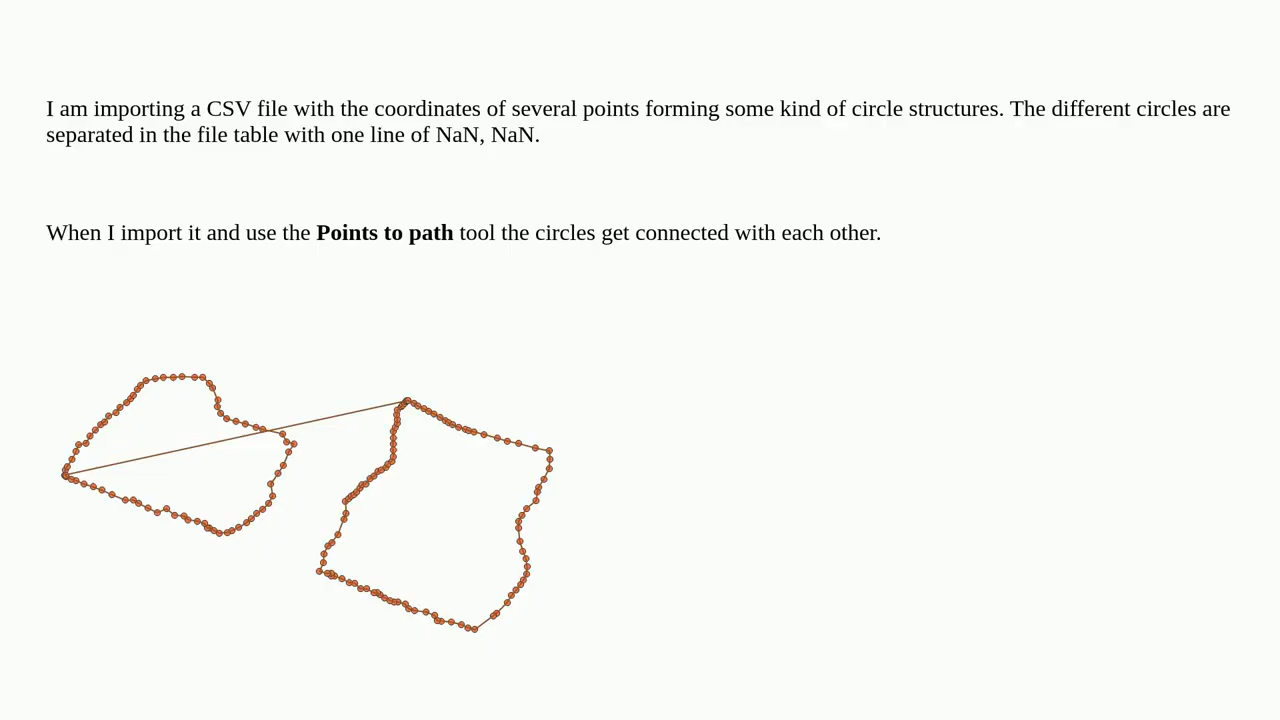 I am importing a CSV file with the coordinates of several points forming some kind of circle structures. The different circles are
separated in the file table with one line of NaN, NaN.
When I import it and use the Points to path tool the circles get connected with each other.